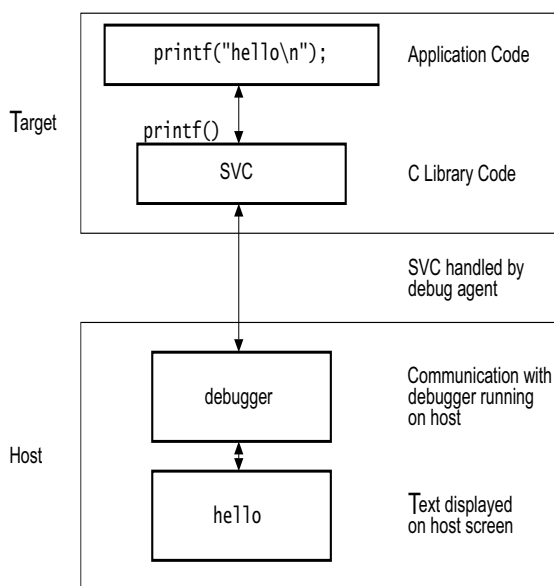 printf("hello\n");
Application Code
Target
printf()
SVC
C Library Code
SVC handled by
debug agent
debugger
Communication with
debugger running
on host
Host
hello
Text displayed
on host screen